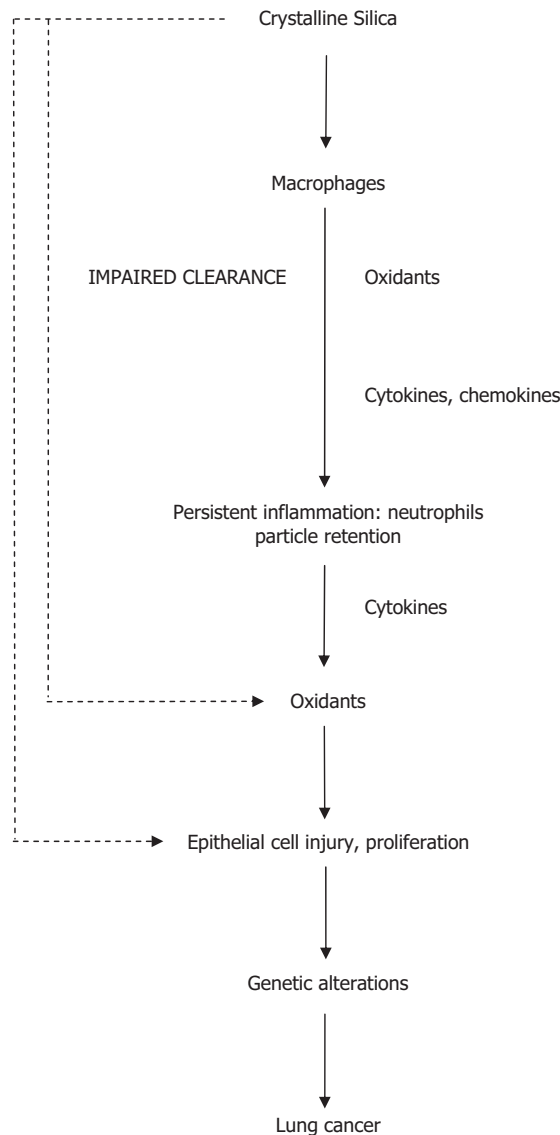 Crystalline Silica
Macrophages
IMPAIRED CLEARANCE
Oxidants
Cytokines, chemokines
Persistent inflammation: neutrophils
particle retention
Cytokines
Oxidants
Epithelial cell injury, proliferation
Genetic alterations
Lung cancer